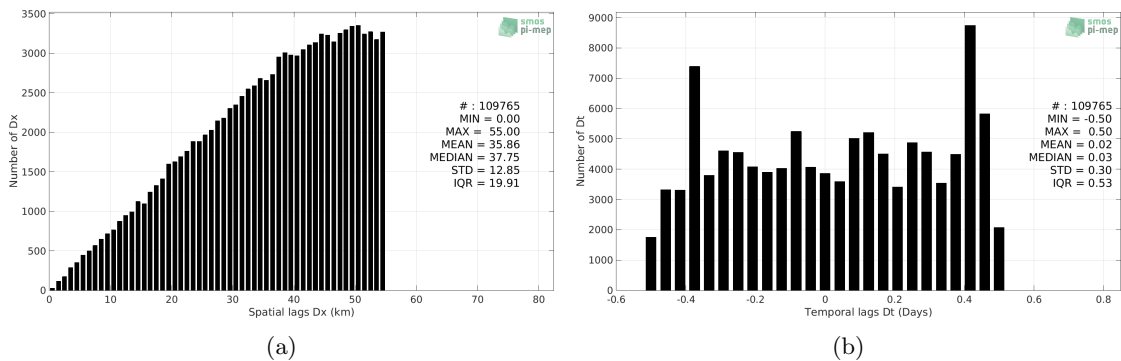 3500
3000
2500
2000
1500
1000
500
0
Number of Dx
smos
pi-mep
# : 109765
MIN = 0.00
MAX = 55.00
MEAN = 35.86
MEDIAN = 37.75
STD = 12.85
IQR = 19.91
0 10 20 30 40 50 60 70 80
Spatial lags Dx (km)
(a)
9000
8000
7000
6000
5000
4000
3000
2000
1000
0
Number of Dt
smos
pi-mep
# : 109765
MIN = -0.50
MAX = 0.50
MEAN = 0.02
MEDIAN = 0.03
STD = 0.30
IQR = 0.53
-0.6 -0.4 -0.2 0 0.2 0.4 0.6 0.8
Temporal lags Dt (Days)
(b)